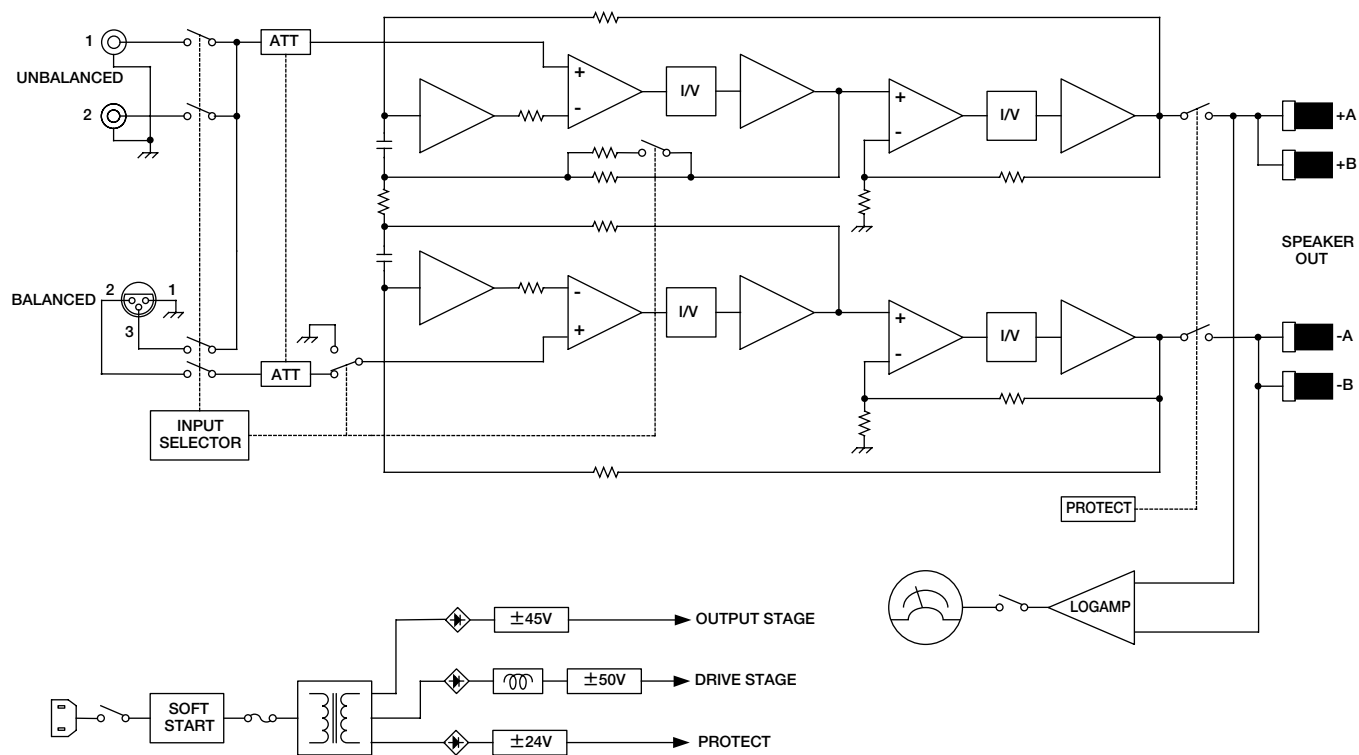 1
UNBALANCED
2
ATT
+
-
I/V
+
-
I/V
+A
+B
SPEAKER
OUT
BALANCED
2
1
3
ATT
-
+
I/V
+
-
I/V
-A
-B
INPUT
SELECTOR
PROTECT
LOGAMP
±45V
OUTPUT STAGE
±50V
DRIVE STAGE
SOFT
START
±24V
PROTECT